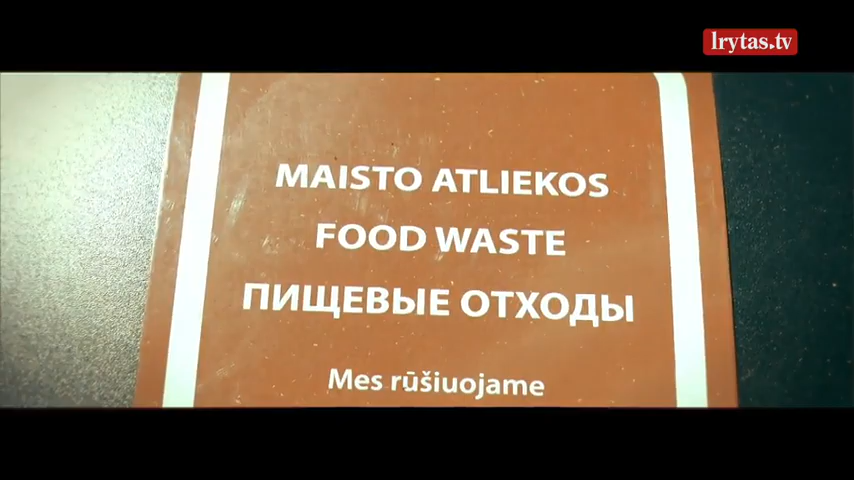 lrytas.tv
MAISTO ATLIEKOS
FOOD WASTE
ПИЩЕВЫЕ ОТХОДЫ
Mes rūšiuojame